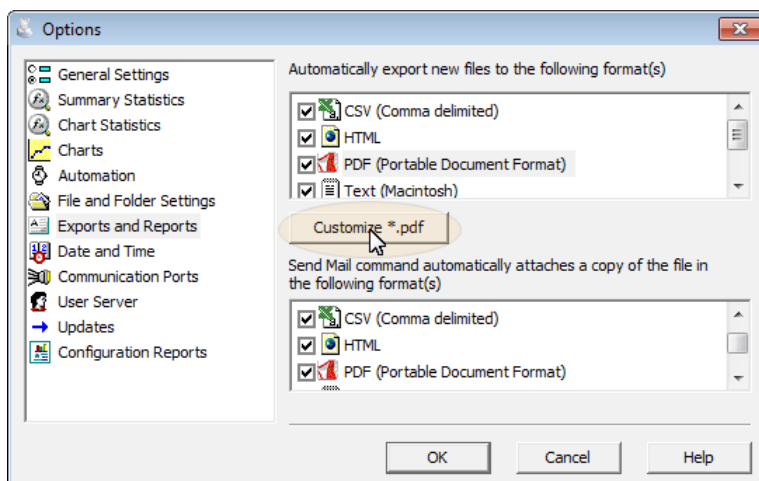 Options
General Settings
Summary Statistics
Chart Statistics
Charts
Automation
File and Folder Settings
Exports and Reports
Date and Time
Communication Ports
User Server
Updates
Configuration Reports
Automatically export new files to the following format(s)
CSV (Comma delimited)
HTML
PDF (Portable Document Format)
Text (Macintosh)
Customize *.pdf
Send Mail command automatically attaches a copy of the file in
the following format(s)
CSV (Comma delimited)
HTML
PDF (Portable Document Format)
OK
Cancel
Help